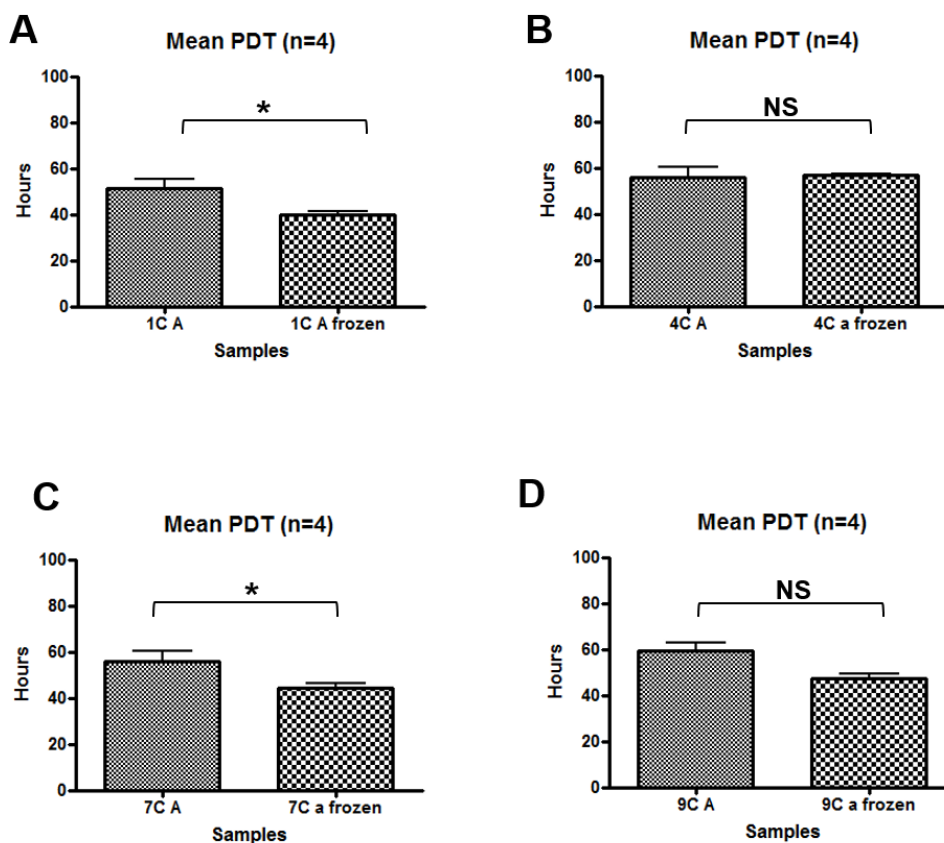 A
Mean PDT (n=4)
100
80
60
40
20
0
Hours
*
1C A
1C A frozen
Samples
B
Mean PDT (n=4)
100
80
60
40
20
0
Hours
NS
4C A
4C a frozen
Samples
C
Mean PDT (n=4)
100
80
60
40
20
0
Hours
*
7C A
7C a frozen
Samples
D
Mean PDT (n=4)
100
80
60
40
20
0
Hours
NS
9C A
9C a frozen
Samples